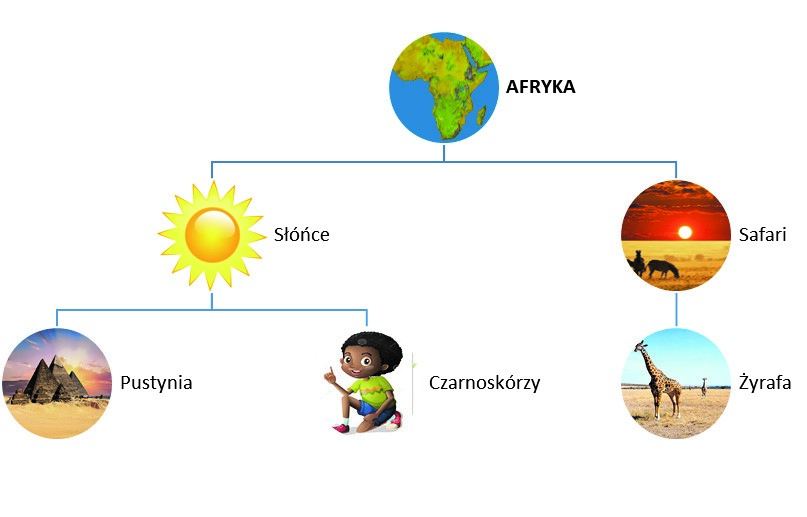 AFRYKA
Słońce
Safari
Pustynia
Czarnoskórzy
Żyrafa